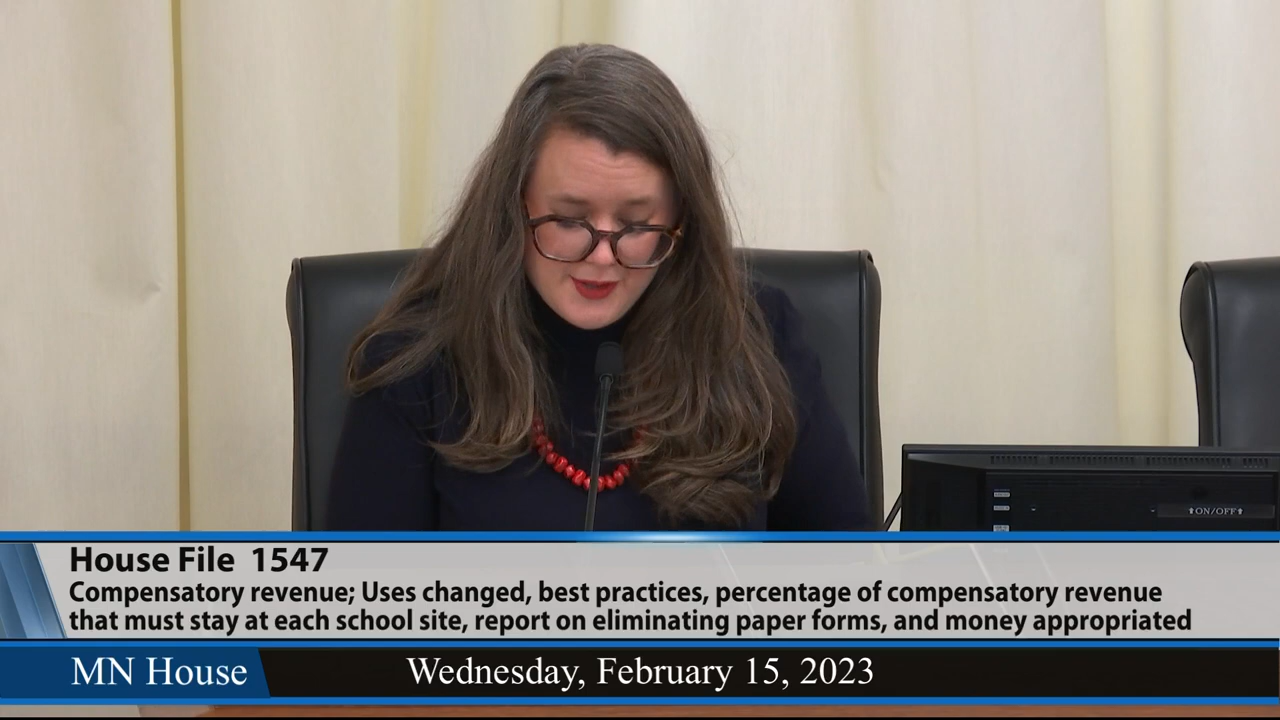 ⬆ON/OFF⬆
House File 1547
Compensatory revenue; Uses changed, best practices, percentage of compensatory revenue
that must stay at each school site, report on eliminating paper forms, and money appropriated
MN House
Wednesday, February 15, 2023